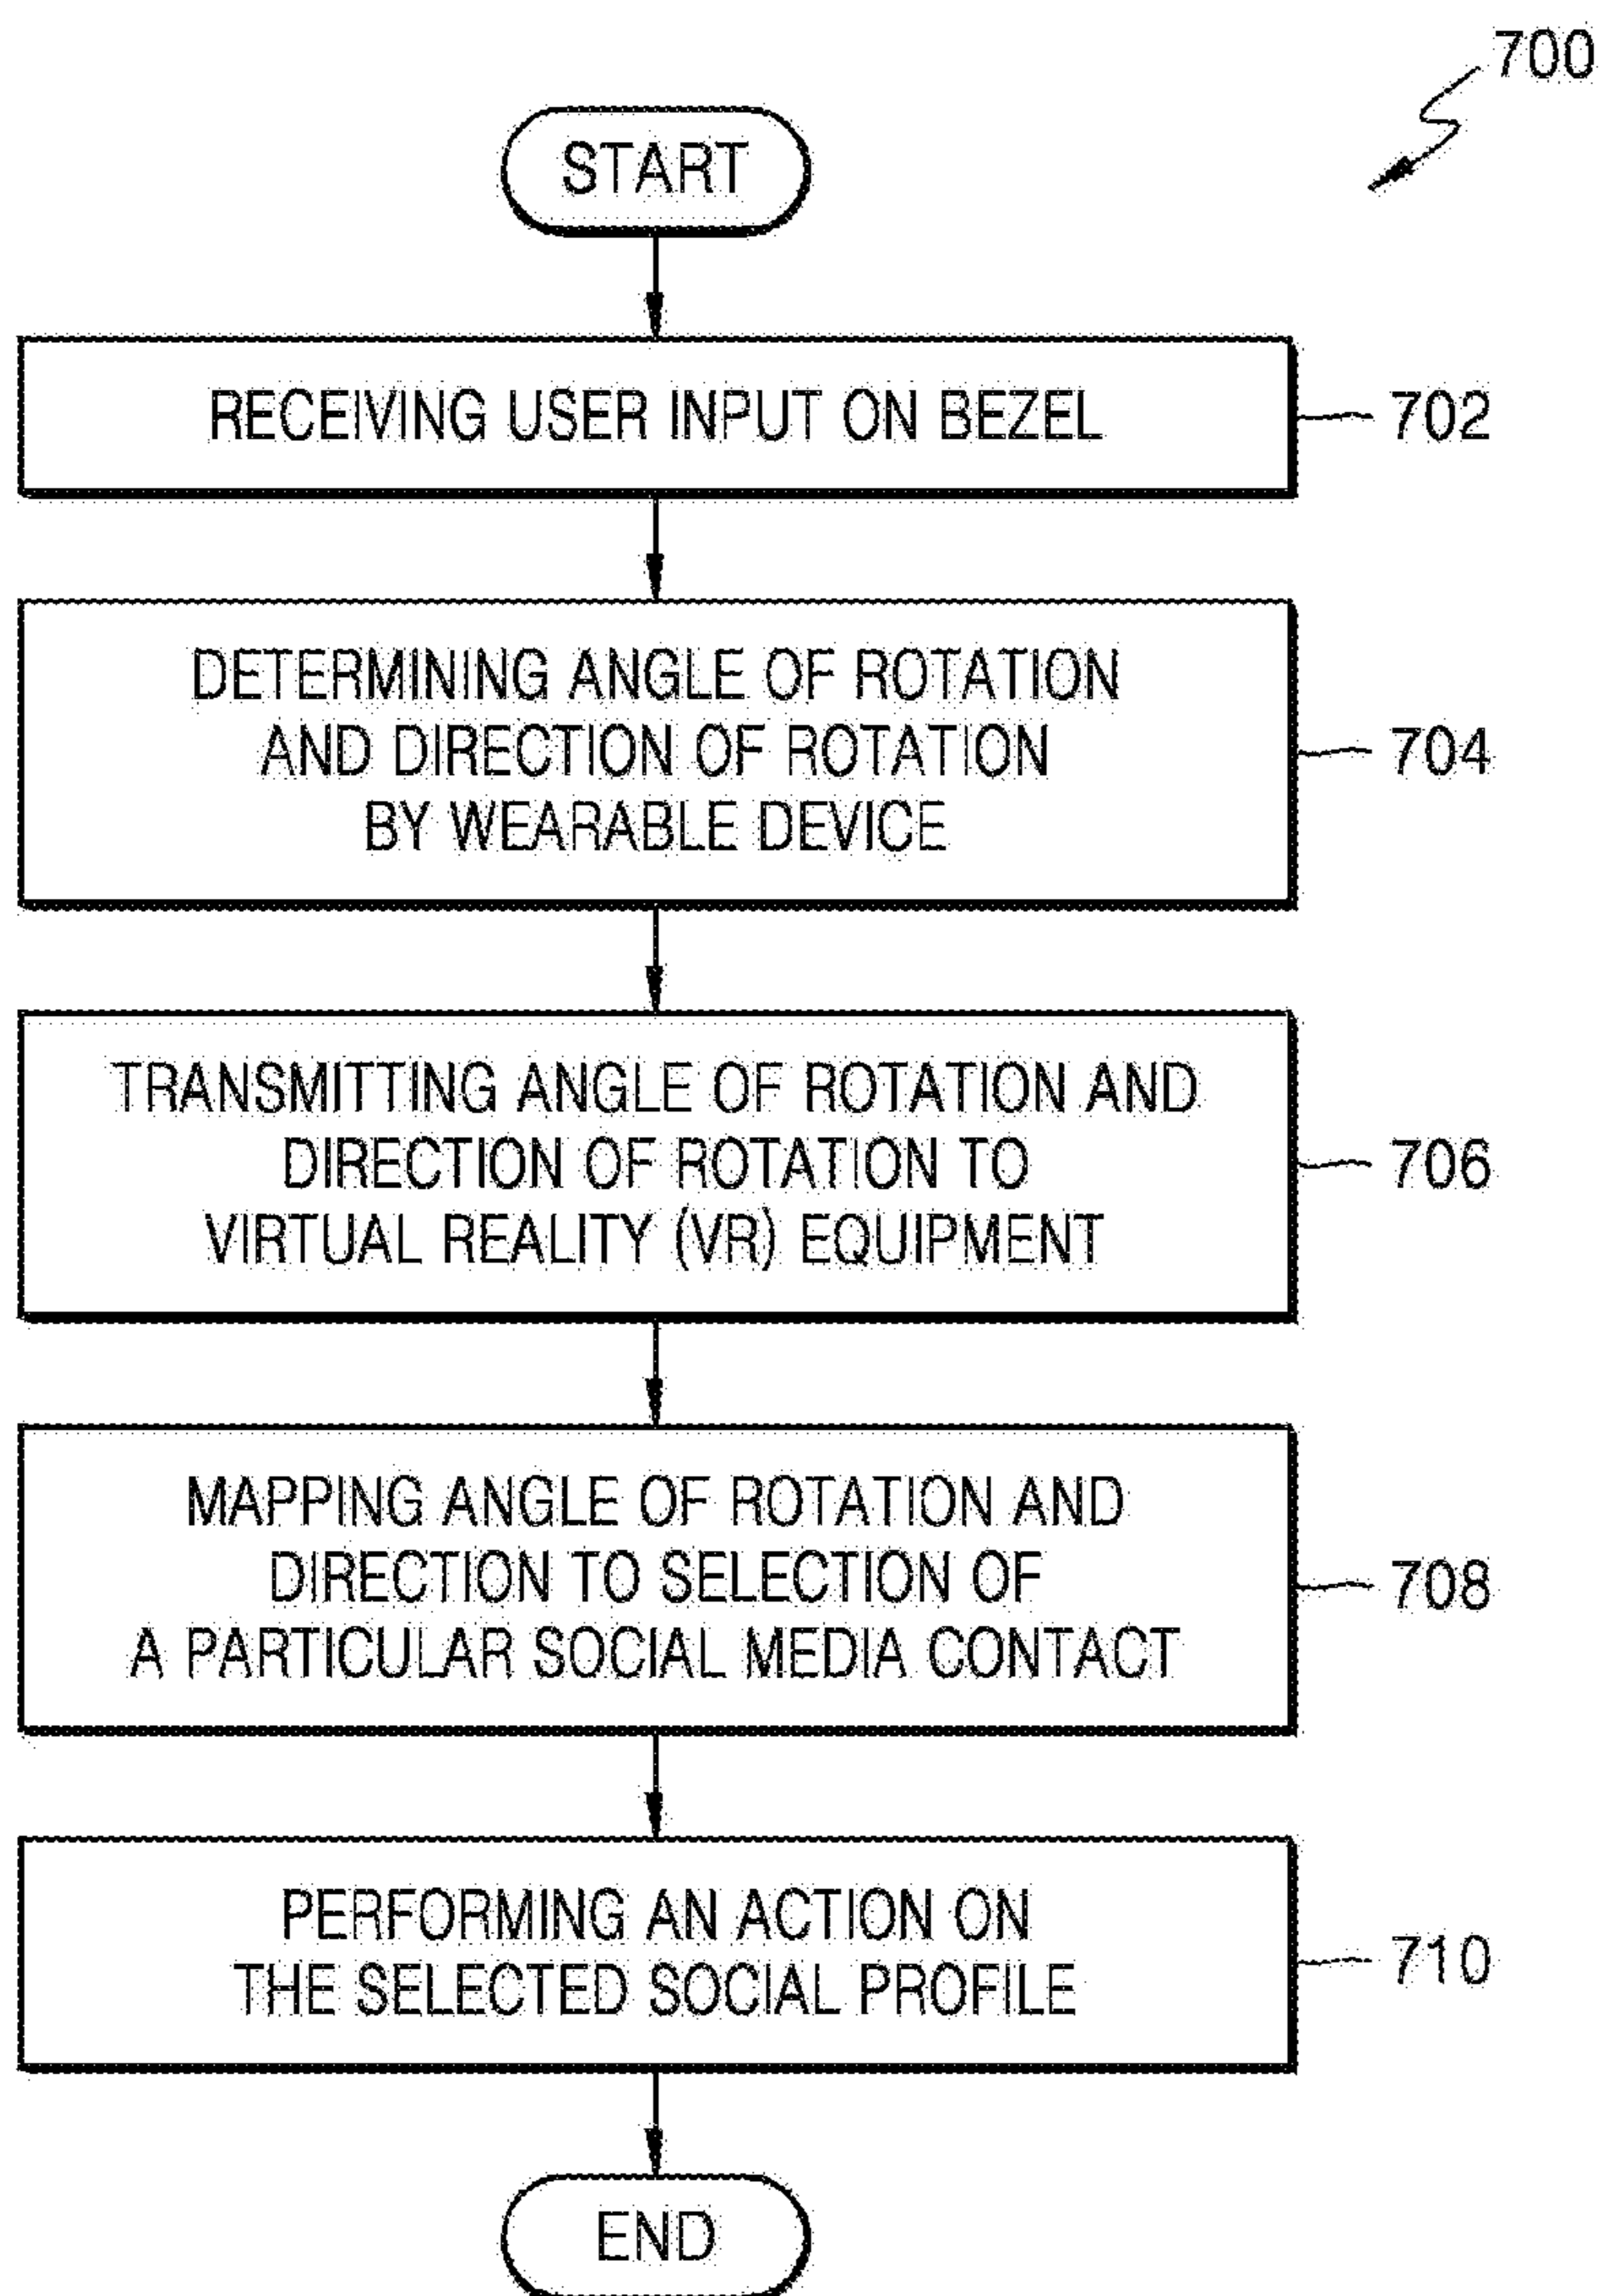 700
START
RECEIVING USER INPUT ON BEZEL
702
DETERMINING ANGLE OF ROTATION
AND DIRECTION OF ROTATION
BY WEARABLE DEVICE
704
TRANSMITTING ANGLE OF ROTATION AND
DIRECTION OF ROTATION TO
VIRTUAL REALITY (VR) EQUIPMENT
706
MAPPING ANGLE OF ROTATION AND
DIRECTION TO SELECTION OF
A PARTICULAR SOCIAL MEDIA CONTACT
708
PERFORMING AN ACTION ON
THE SELECTED SOCIAL PROFILE
710
END